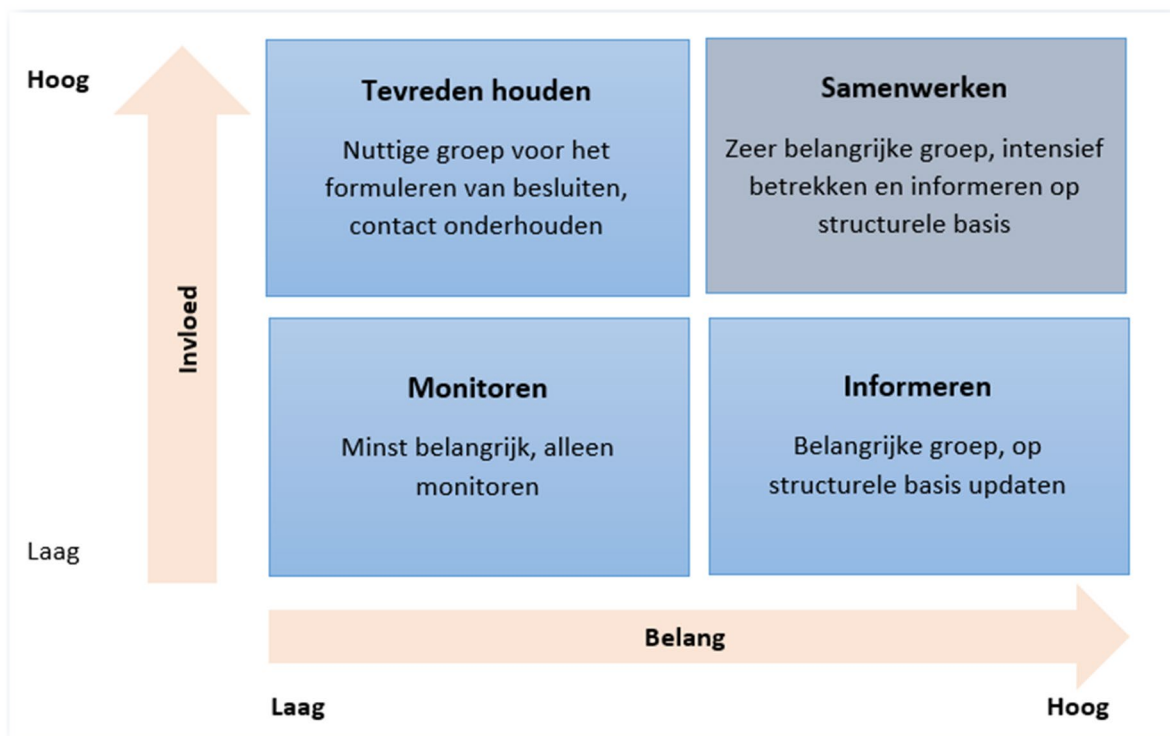 Hoog
Tevreden houden
Nuttige groep voor het
formuleren van besluiten,
contact onderhouden
Samenwerken
Zeer belangrijke groep, intensief
betrekken en informeren op
structurele basis
Invloed
Monitoren
Minst belangrijk, alleen
monitoren
Informeren
Belangrijke groep, op
structurele basis updaten
Laag
Belang
Laag
Hoog